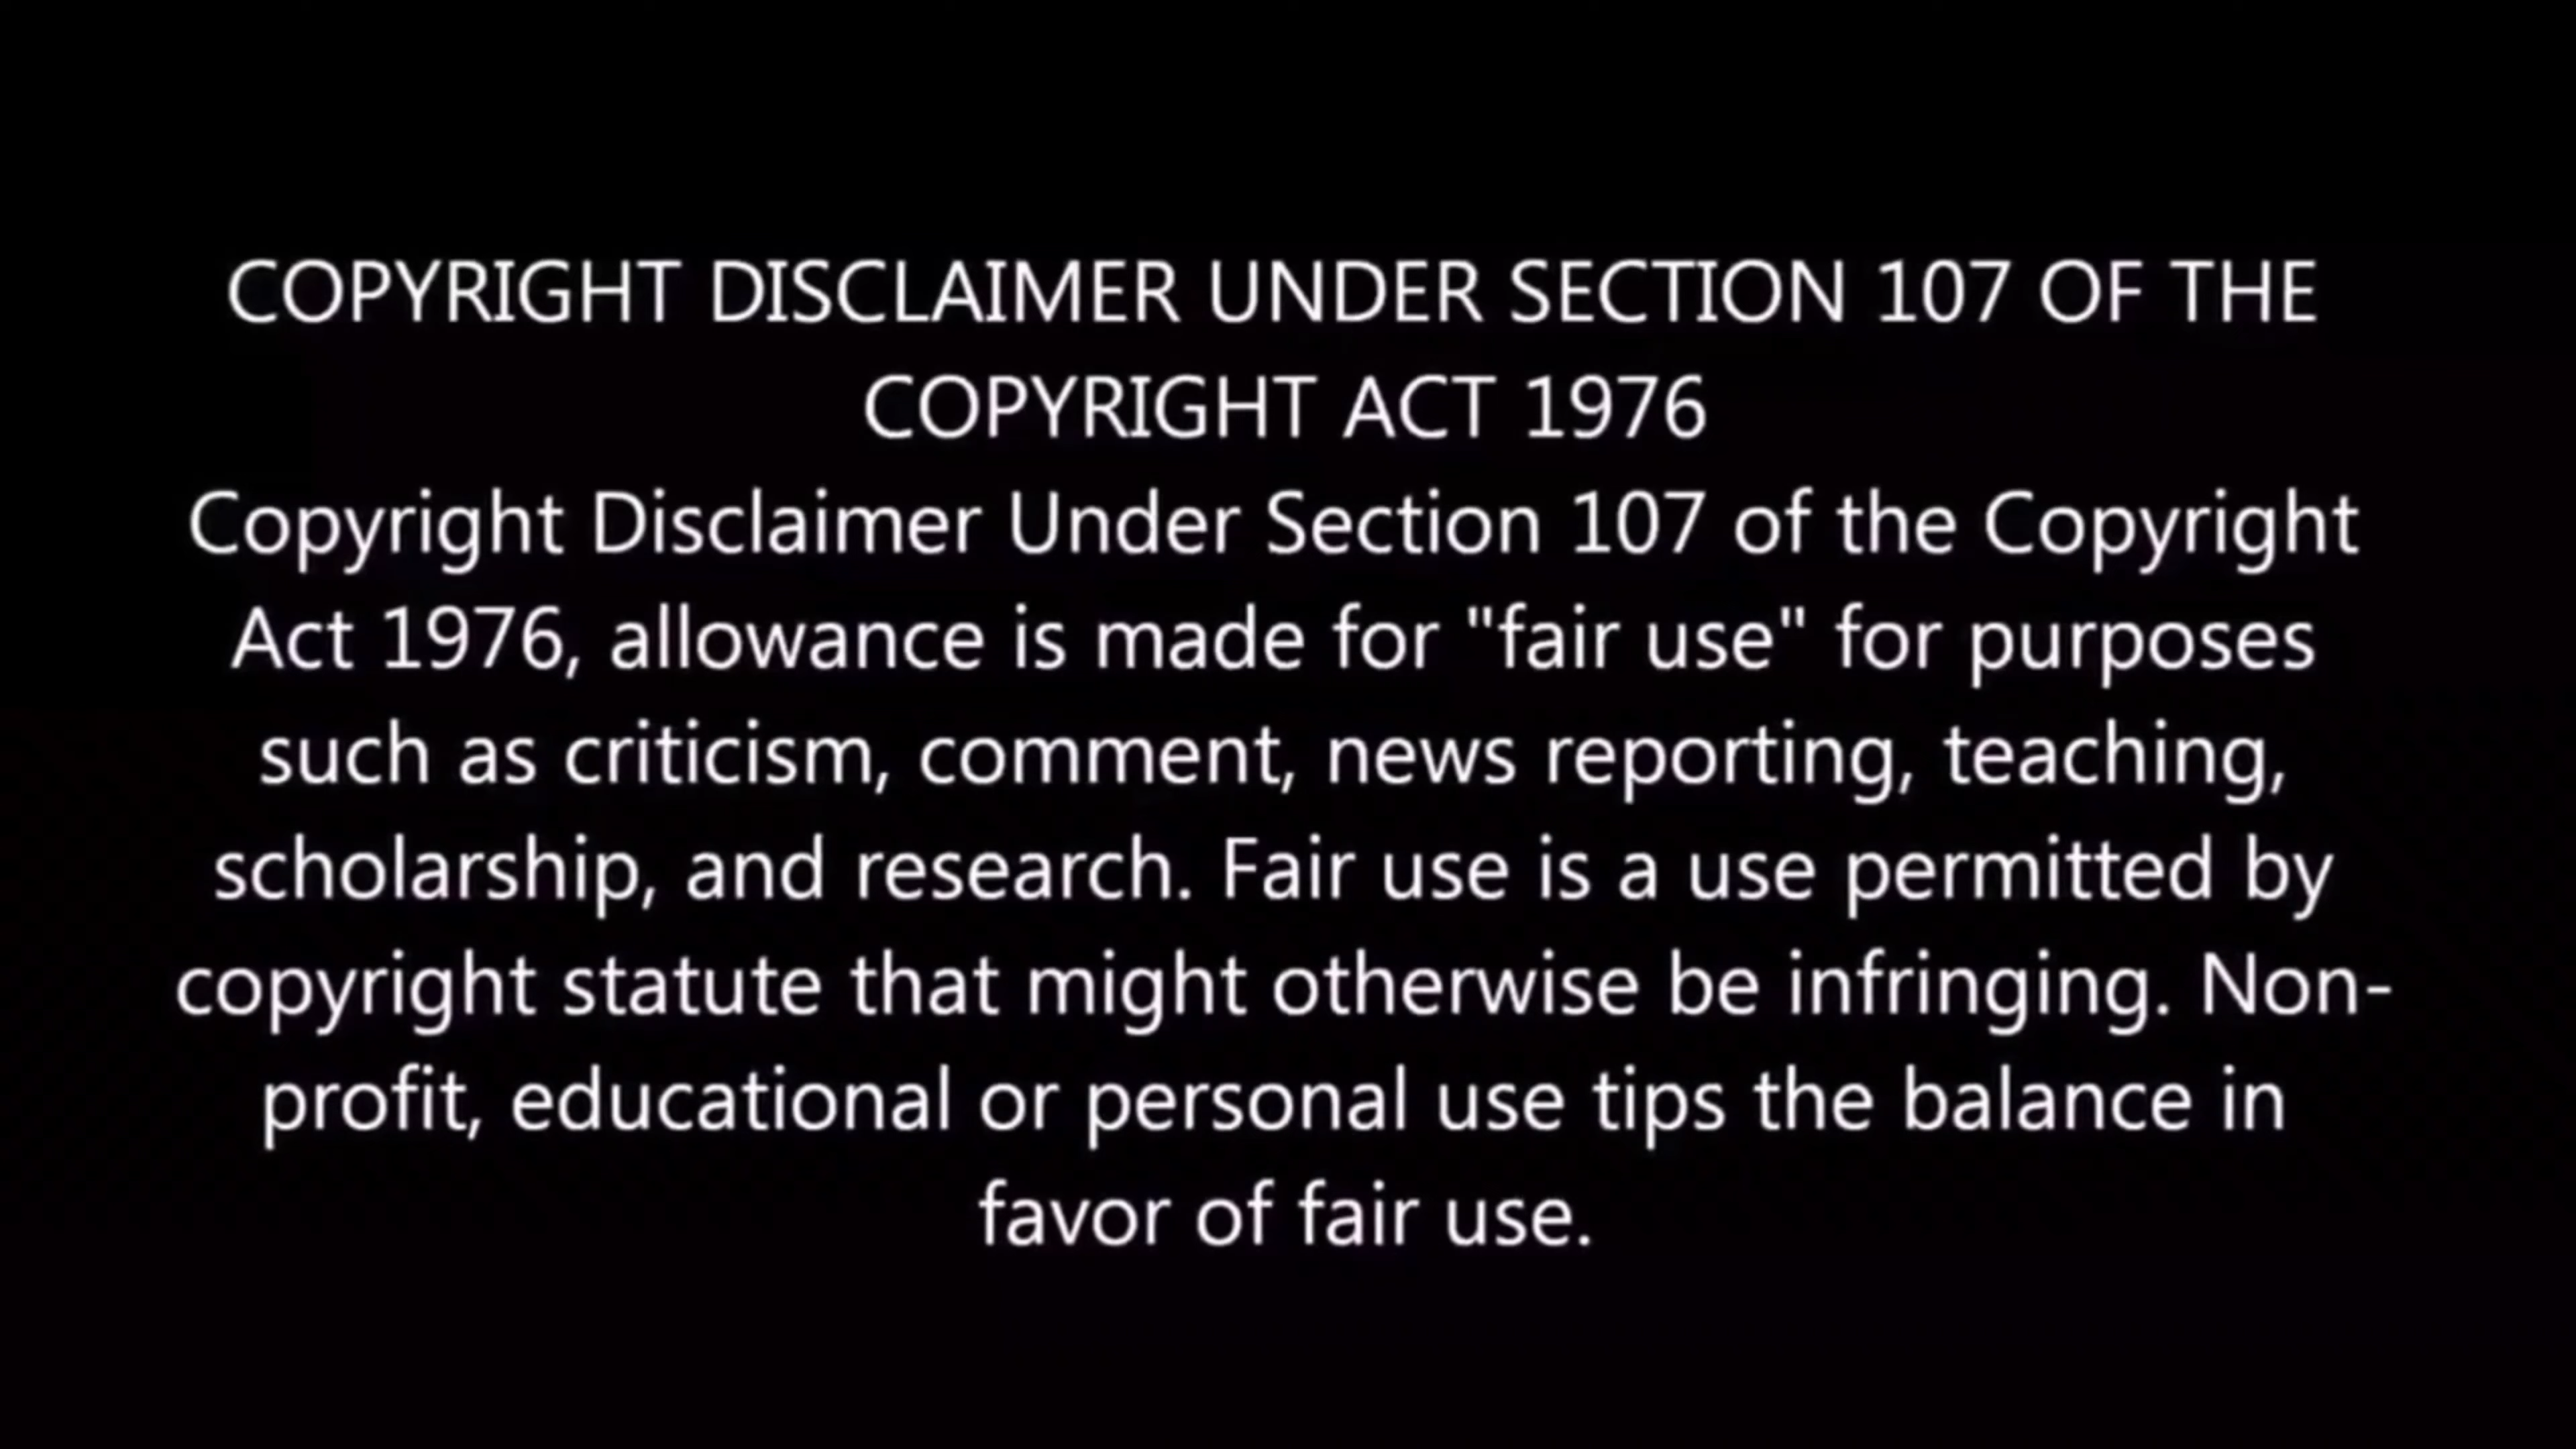 COPYRIGHT DISCLAIMER UNDER SECTION 107 OF THE
COPYRIGHT ACT 1976
Copyright Disclaimer Under Section 107 of the Copyright
Act 1976, allowance is made for "fair use" for purposes
such as criticism, comment, news reporting, teaching,
scholarship, and research. Fair use is a use permitted by
copyright statute that might otherwise be infringing. Non-
profit, educational or personal use tips the balance in
favor of fair use.